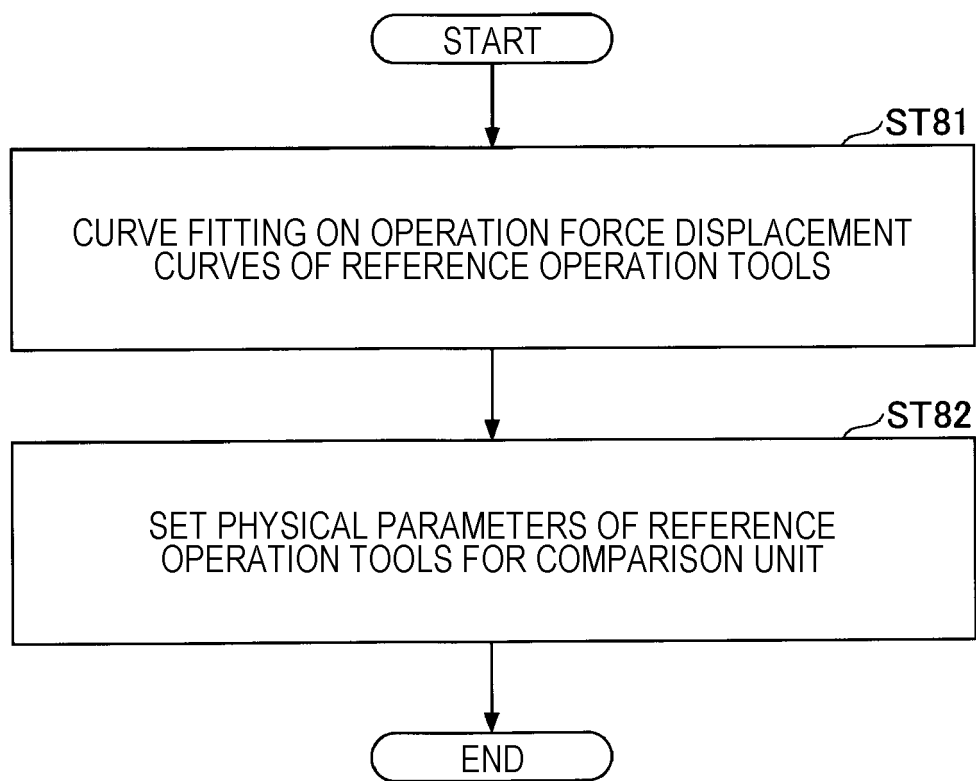 START
ST81
CURVE FITTING ON OPERATION FORCE DISPLACEMENT
CURVES OF REFERENCE OPERATION TOOLS
ST82
SET PHYSICAL PARAMETERS OF REFERENCE
OPERATION TOOLS FOR COMPARISON UNIT
END